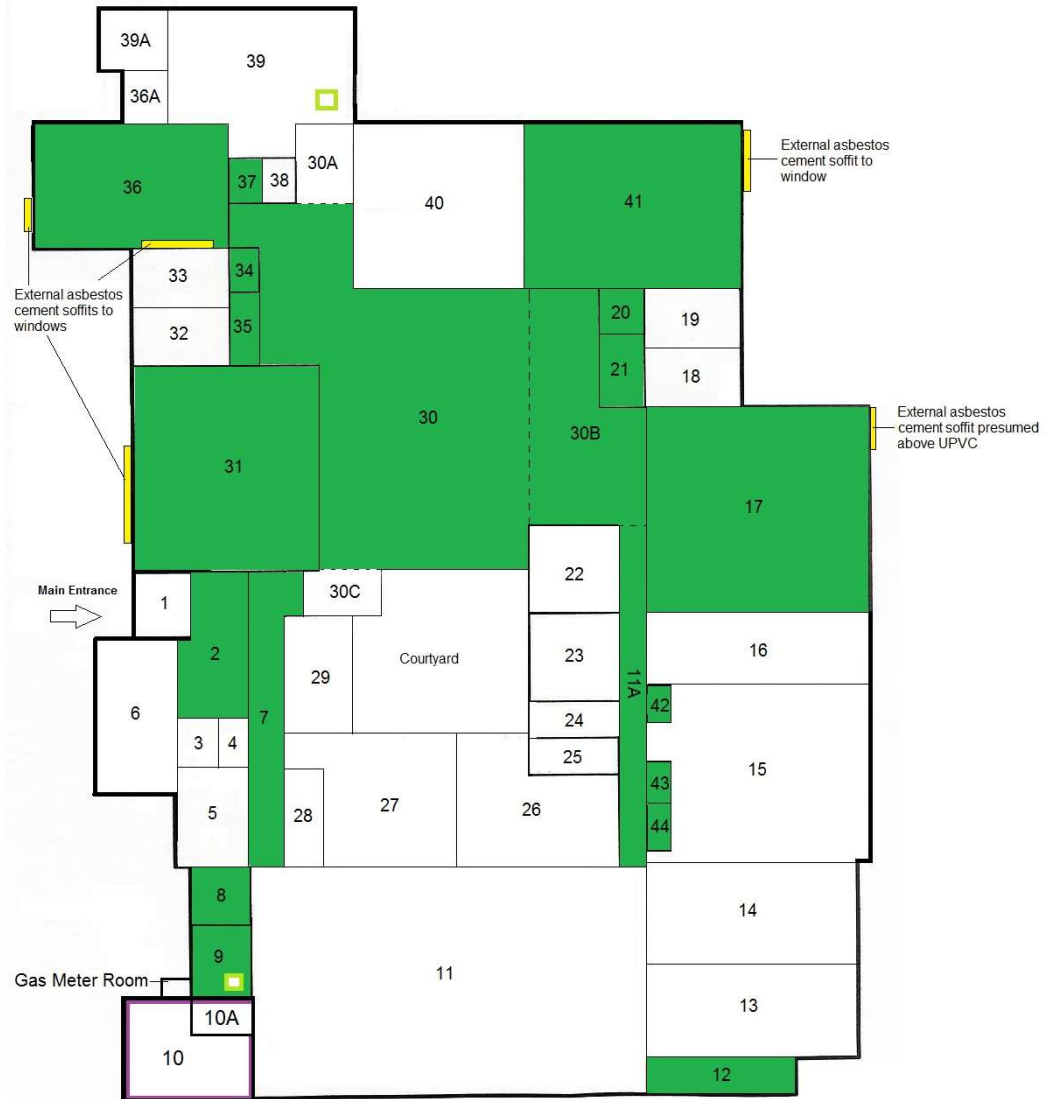 39A
39
36A
36
37
38
30A
40
41
External asbestos
cement soffit to
window
33
34
External asbestos
cement soffits to
windows
32
35
20
19
21
18
30
30B
31
External asbestos
cement soffit presumed
above UPVC
17
Main Entrance
1
30C
22
2
29
Courtyard
23
16
6
7
11A
42
3
4
24
25
15
5
28
27
26
43
44
8
14
9
11
Gas Meter Room
10A
13
10
12